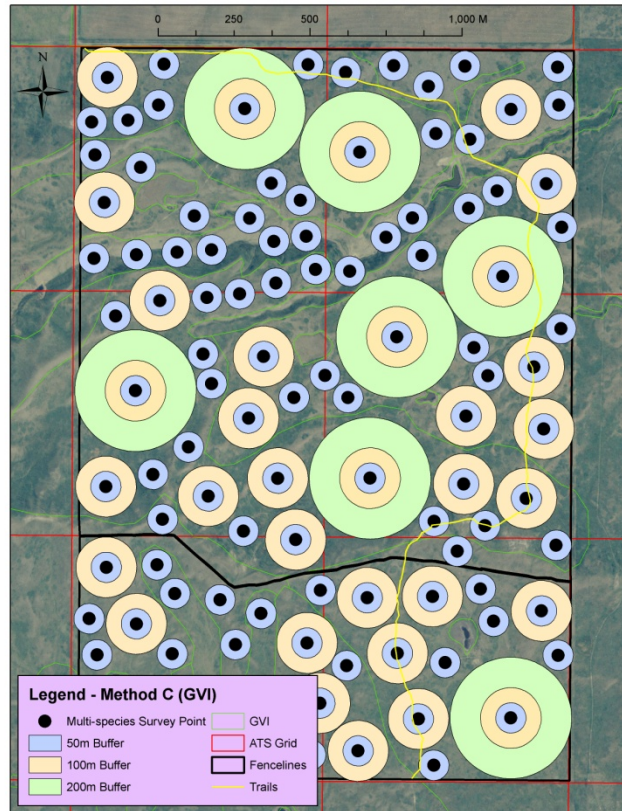 0 250 500 1,000 M
N
Legend - Method C (GVI)
Multi-species Survey Point
50m Buffer
100m Buffer
200m Buffer
GVI
ATS Grid
Fencelines
Trails